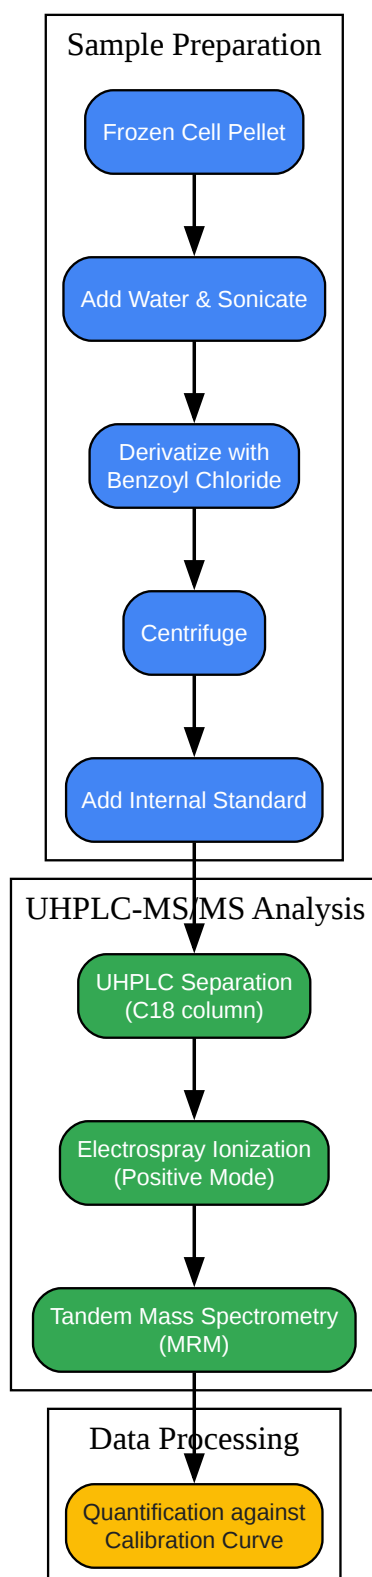 Sample Preparation
Frozen Cell Pellet
Add Water & Sonicate
Derivatize with
Benzoyl Chloride
Centrifuge
Add Internal Standard
UHPLC-MS/MS Analysis
UHPLC Separation
(C18 column)
Electrospray Ionization
(Positive Mode)
Tandem Mass Spectrometry
(MRM)
Data Processing
Quantification against
Calibration Curve